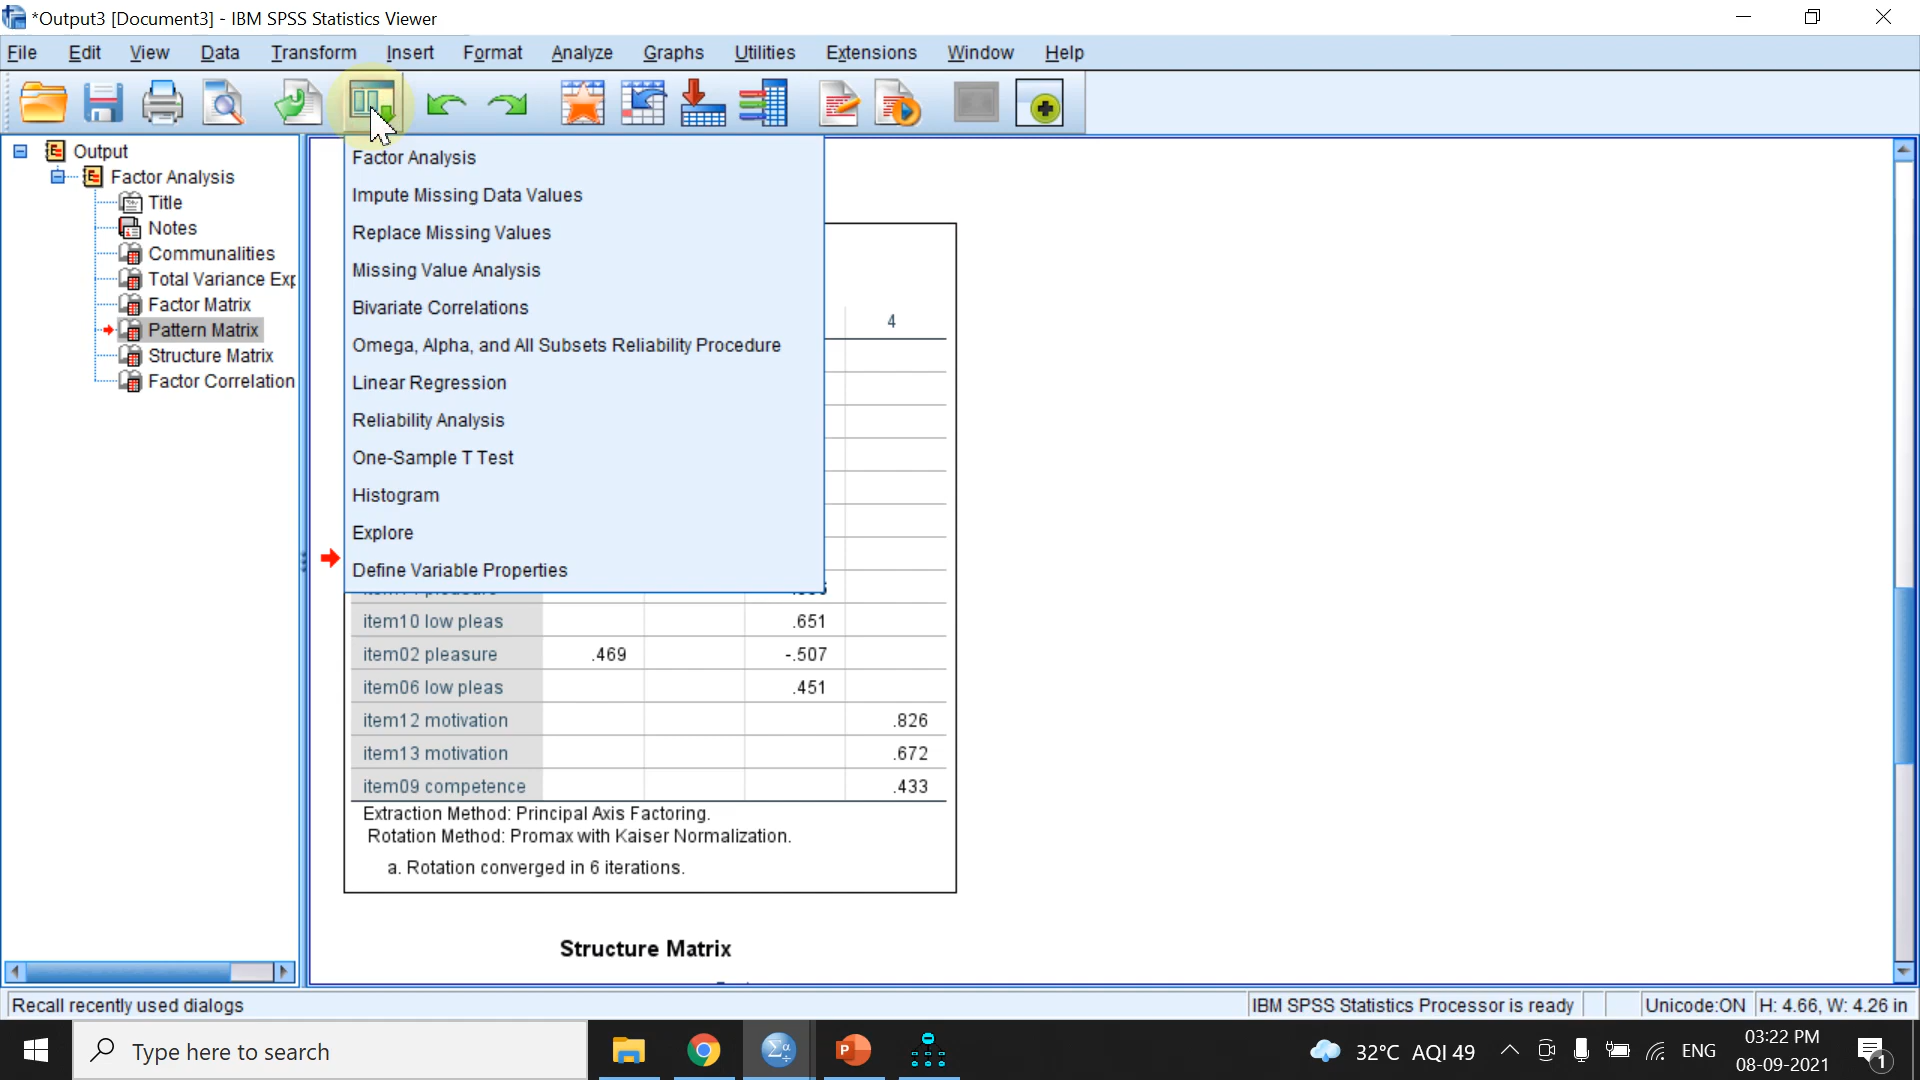 *Output3 [Document3] - IBM SPSS Statistics Viewer
File Edit View Data Transform Insert Format Analyze Graphs Utilities Extensions Window Help
Output
Factor Analysis
Title
Notes
Communalities
Total Variance Exp
Factor Matrix
Pattern Matrix
Structure Matrix
Factor Correlation
Factor Analysis
Impute Missing Data Values
Replace Missing Values
Missing Value Analysis
Bivariate Correlations
Omega, Alpha, and All Subsets Reliability Procedure
Linear Regression
Reliability Analysis
One-Sample T Test
Histogram
Explore
Define Variable Properties
4
item10 low pleas .651
item02 pleasure .469 -.507
item06 low pleas .451
item12 motivation .826
item13 motivation .672
item09 competence .433
Extraction Method: Principal Axis Factoring.
Rotation Method: Promax with Kaiser Normalization.
a. Rotation converged in 6 iterations.
Structure Matrix
Recall recently used dialogs
IBM SPSS Statistics Processor is ready Unicode:ON H: 4.66, W: 4.26 in
Type here to search
32°C AQI 49 ENG
03:22 PM
08-09-2021
1